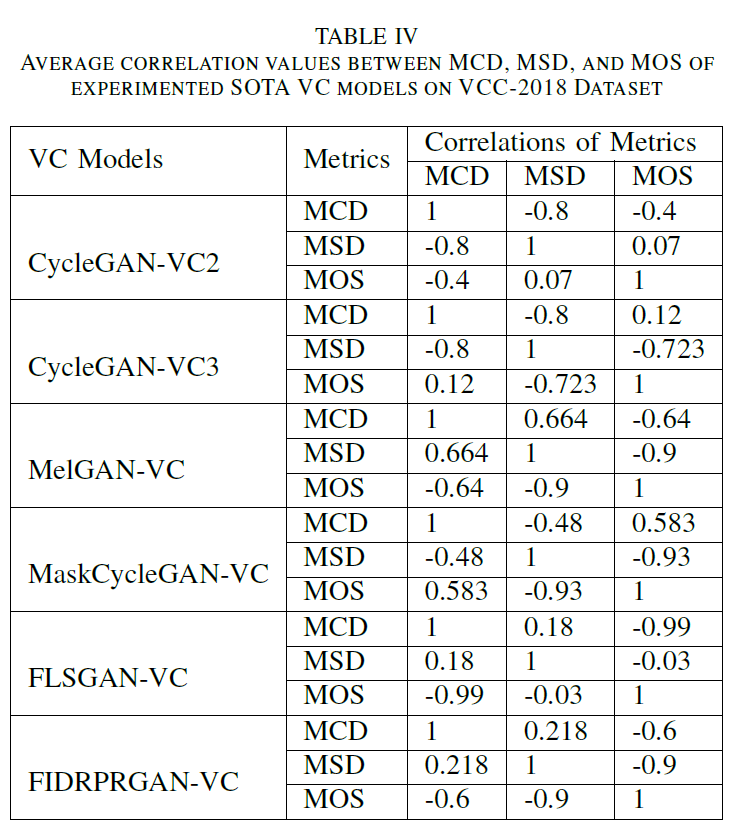 TABLE IV
AVERAGE CORRELATION VALUES BETWEEN MCD, MSD, AND MOS OF
EXPERIMENTED SOTA VC MODELS ON VCC-2018 DATASET
VC Models Metrics Correlations of Metrics
MCD MSD MOS
CycleGAN-VC2
MCD 1 -0.8 -0.4
MSD -0.8 1 0.07
MOS -0.4 0.07 1
CycleGAN-VC3
MCD 1 -0.8 0.12
MSD -0.8 1 -0.723
MOS 0.12 -0.723 1
MelGAN-VC
MCD 1 0.664 -0.64
MSD 0.664 1 -0.9
MOS -0.64 -0.9 1
MaskCycleGAN-VC
MCD 1 -0.48 0.583
MSD -0.48 1 -0.93
MOS 0.583 -0.93 1
FLSGAN-VC
MCD 1 0.18 -0.99
MSD 0.18 1 -0.03
MOS -0.99 -0.03 1
FIDRPRGAN-VC
MCD 1 0.218 -0.6
MSD 0.218 1 -0.9
MOS -0.6 -0.9 1